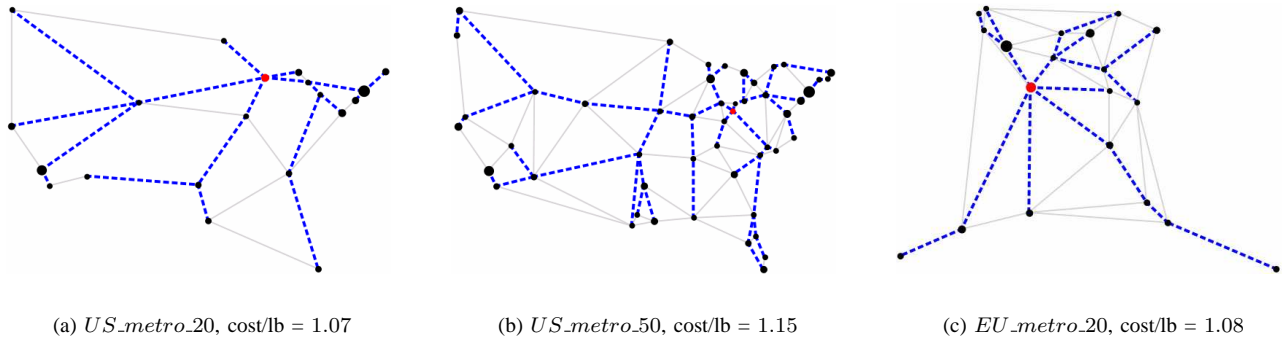 (a) US_metro_20, cost/lb = 1.07
(b) US_metro_50, cost/lb = 1.15
(c) EU_metro_20, cost/lb = 1.08